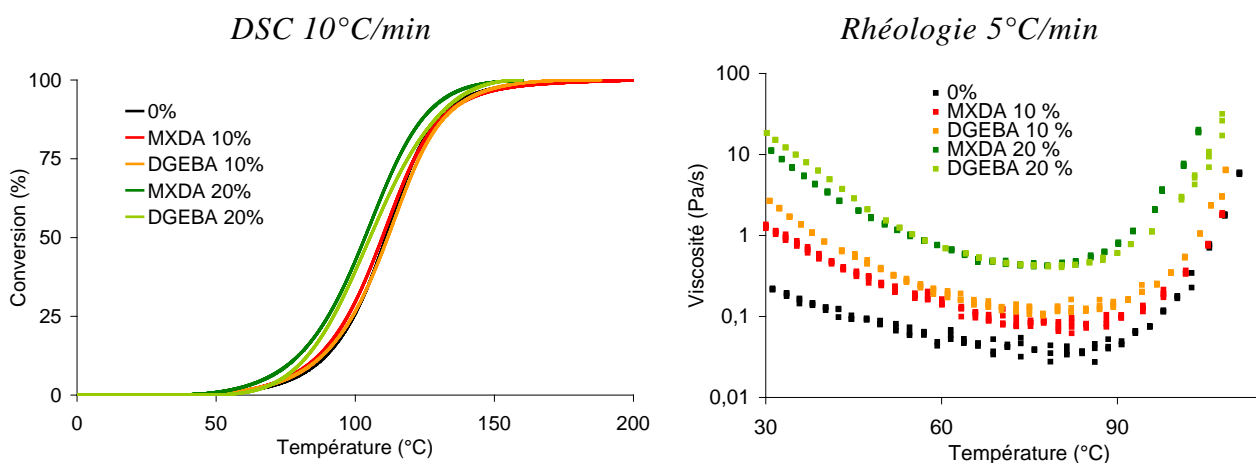 DSC 10°C/min
Conversion (%)
100
75
50
25
0
0%
MXDA 10%
DGEBA 10%
MXDA 20%
DGEBA 20%
0
50
100
150
200
Température (°C)
Rhéologie 5°C/min
Viscosité (Pa/s)
100
10
1
0,1
0,01
0%
MXDA 10 %
DGEBA 10 %
MXDA 20 %
DGEBA 20 %
30
60
90
Température (°C)